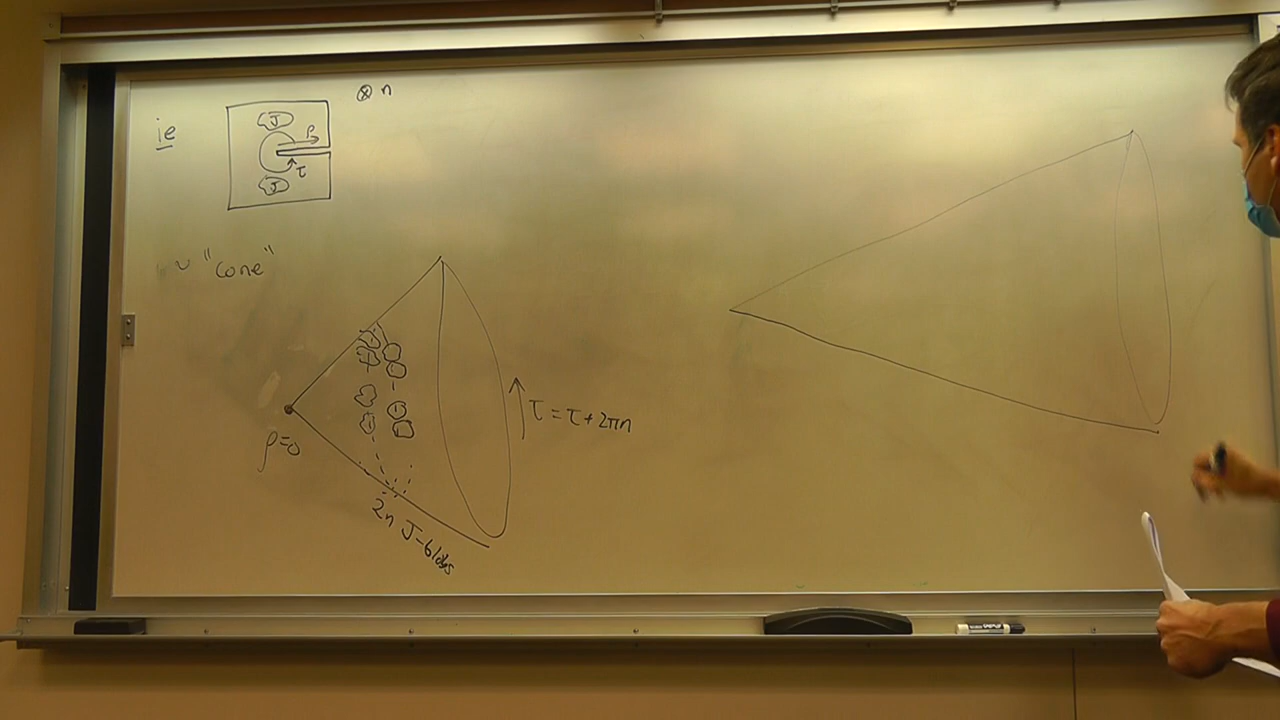 ie
⊗ n
J
ρ
τ
J
~ "cone"
τ = τ + 2πn
ρ=0
2n J-blobs